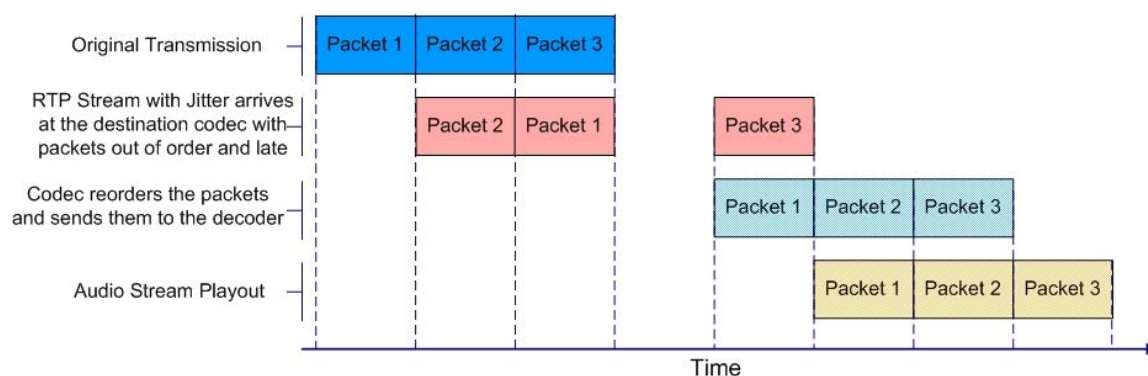 Original Transmission
Packet 1 Packet 2 Packet 3
RTP Stream with Jitter arrives
at the destination codec with
packets out of order and late
Packet 2 Packet 1 Packet 3
Codec reorders the packets
and sends them to the decoder
Packet 1 Packet 2 Packet 3
Audio Stream Playout
Packet 1 Packet 2 Packet 3
Time